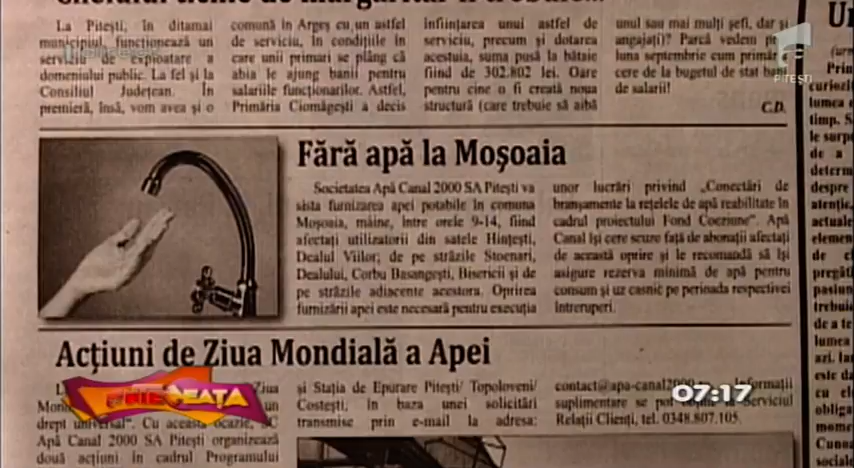 La Pitești, în ditamai
municipiul, funcționează un
serviciu de exploatare a
domeniului public. La fel și la
Consiliul Județean. În
premieră, însă, vom avea și o
comună în Argeș cu un astfel
de serviciu, în condițiile în
care unii primari se plâng că
abia le ajung banii pentru
salariile funcționarilor. Astfel,
Primăria Ciomăgești a decis
înființarea unui astfel de
serviciu, precum și dotarea
acestuia, suma pusă la bătaie
fiind de 302.802 lei. Oare
pentru cine o fi creată noua
structură (care trebuie să aibă
unul sau mai mulți șefi, dar și
angajați)? Parcă vedem
luna septembrie cum primăr
cere de la bugetul de stat bani
de salarii!
C.D.
PITEȘTI
Fără apă la Moșoaia
Societatea Apă Canal 2000 SA Pitești va
sista furnizarea apei potabile în comuna
Moșoaia, mâine, între orele 9-14, fiind
afectați utilizatorii din satele Hințești,
Dealul Viilor; de pe străzile Stoenari,
Dealului, Corbu Basangești, Bisericii și de
pe străzile adiacente acestora. Oprirea
furnizării apei este necesară pentru execuția
unor lucrări privind „Conectări de
branșamente la rețelele de apă reabilitate în
cadrul proiectului Fond Coeziune". Apă
Canal își cere scuze față de abonații afectați
de această oprire și le recomandă să își
asigure rezerva minimă de apă pentru
consum și uz casnic pe perioada respectivei
întreruperi.
Acțiuni de Ziua Mondială a Apei
Ziua
un
drept universal". Cu această ocazie, SC
Apă Canal 2000 SA Pitești organizează
două acțiuni în cadrul Programului
și Stația de Epurare Pitești/ Topoloveni/
Costești; în baza unei solicitări
transmise prin e-mail la adresa:
contact@apa-canal2000 informații
suplimentare se pot Serviciul
Relații Clienți, tel. 0348.807.105.
07:17